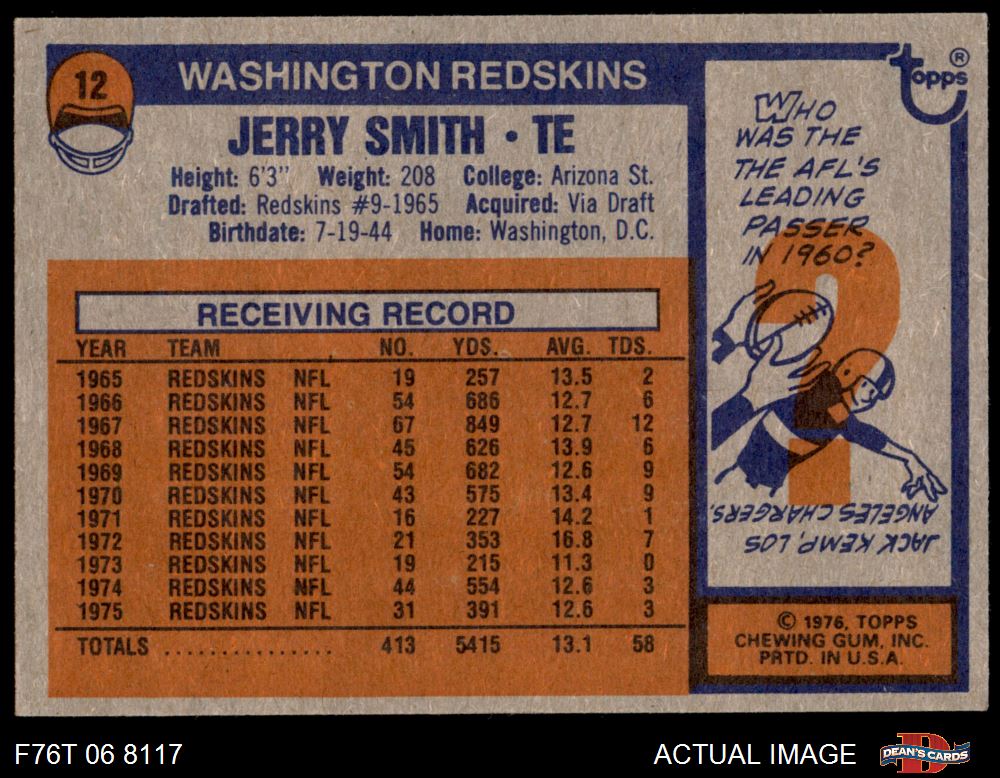 12
WASHINGTON REDSKINS
JERRY SMITH • TE
Height: 6'3" Weight: 208 College: Arizona St.
Drafted: Redskins #9-1965 Acquired: Via Draft
Birthdate: 7-19-44 Home: Washington, D.C.
RECEIVING RECORD
YEAR TEAM NO. YDS. AVG. TDS.
1965 REDSKINS NFL 19 257 13.5 2
1966 REDSKINS NFL 54 686 12.7 6
1967 REDSKINS NFL 67 849 12.7 12
1968 REDSKINS NFL 45 626 13.9 6
1969 REDSKINS NFL 54 682 12.6 9
1970 REDSKINS NFL 43 575 13.4 9
1971 REDSKINS NFL 16 227 14.2 1
1972 REDSKINS NFL 21 353 16.8 7
1973 REDSKINS NFL 19 215 11.3 0
1974 REDSKINS NFL 44 554 12.6 3
1975 REDSKINS NFL 31 391 12.6 3
TOTALS ............... 413 5415 13.1 58
Topps ®
WHO
WAS THE
THE AFL'S
LEADING
PASSER
IN 1960?
?
JACK KEMP, LOS
ANGELES CHARGERS.
© 1976, TOPPS
CHEWING GUM, INC.
PRTD. IN U.S.A.
F76T 06 8117
ACTUAL IMAGE
D
DEAN'S CARDS